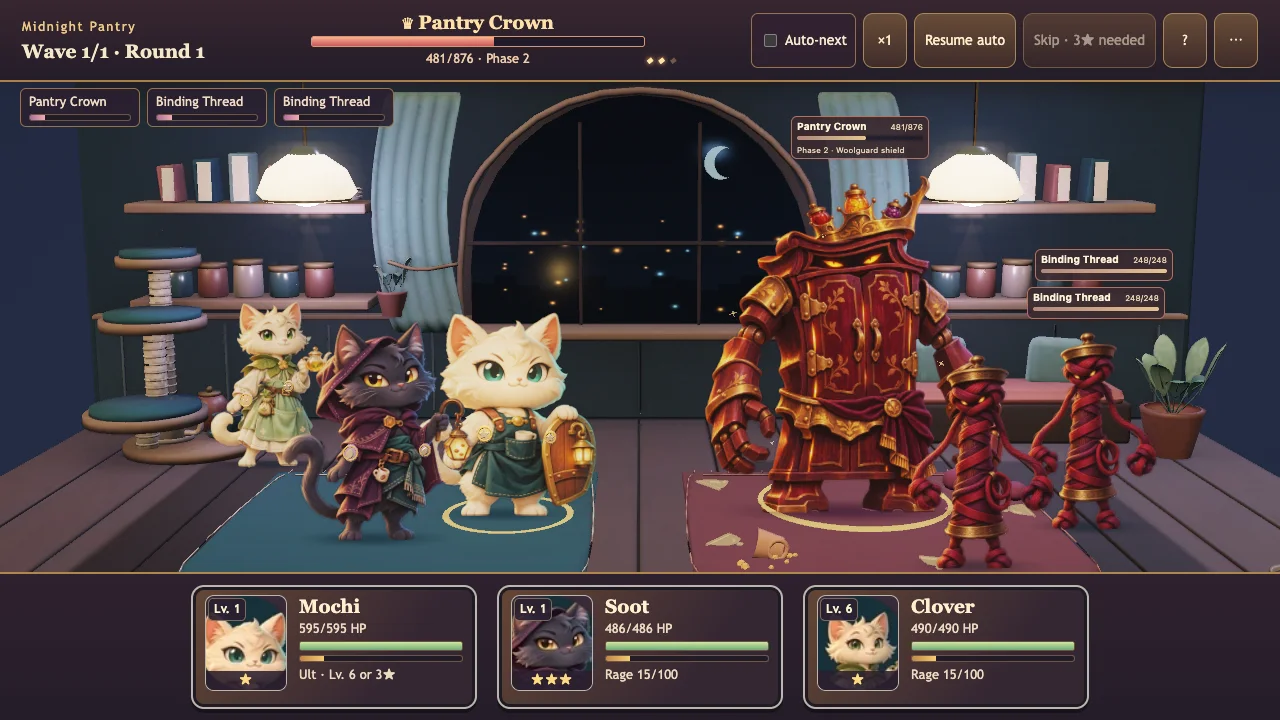 Midnight Pantry
Wave 1/1 · Round 1
♛ Pantry Crown
481/876 · Phase 2
Auto-next
×1
Resume auto
Skip · 3★ needed
?
···
Pantry Crown
Binding Thread
Binding Thread
Pantry Crown 481/876
Phase 2 · Woolguard shield
Binding Thread 248/248
Binding Thread 248/248
Lv. 1
Mochi
595/595 HP
Ult · Lv. 6 or 3★
Lv. 1
Soot
486/486 HP
Rage 15/100
Lv. 6
Clover
490/490 HP
Rage 15/100